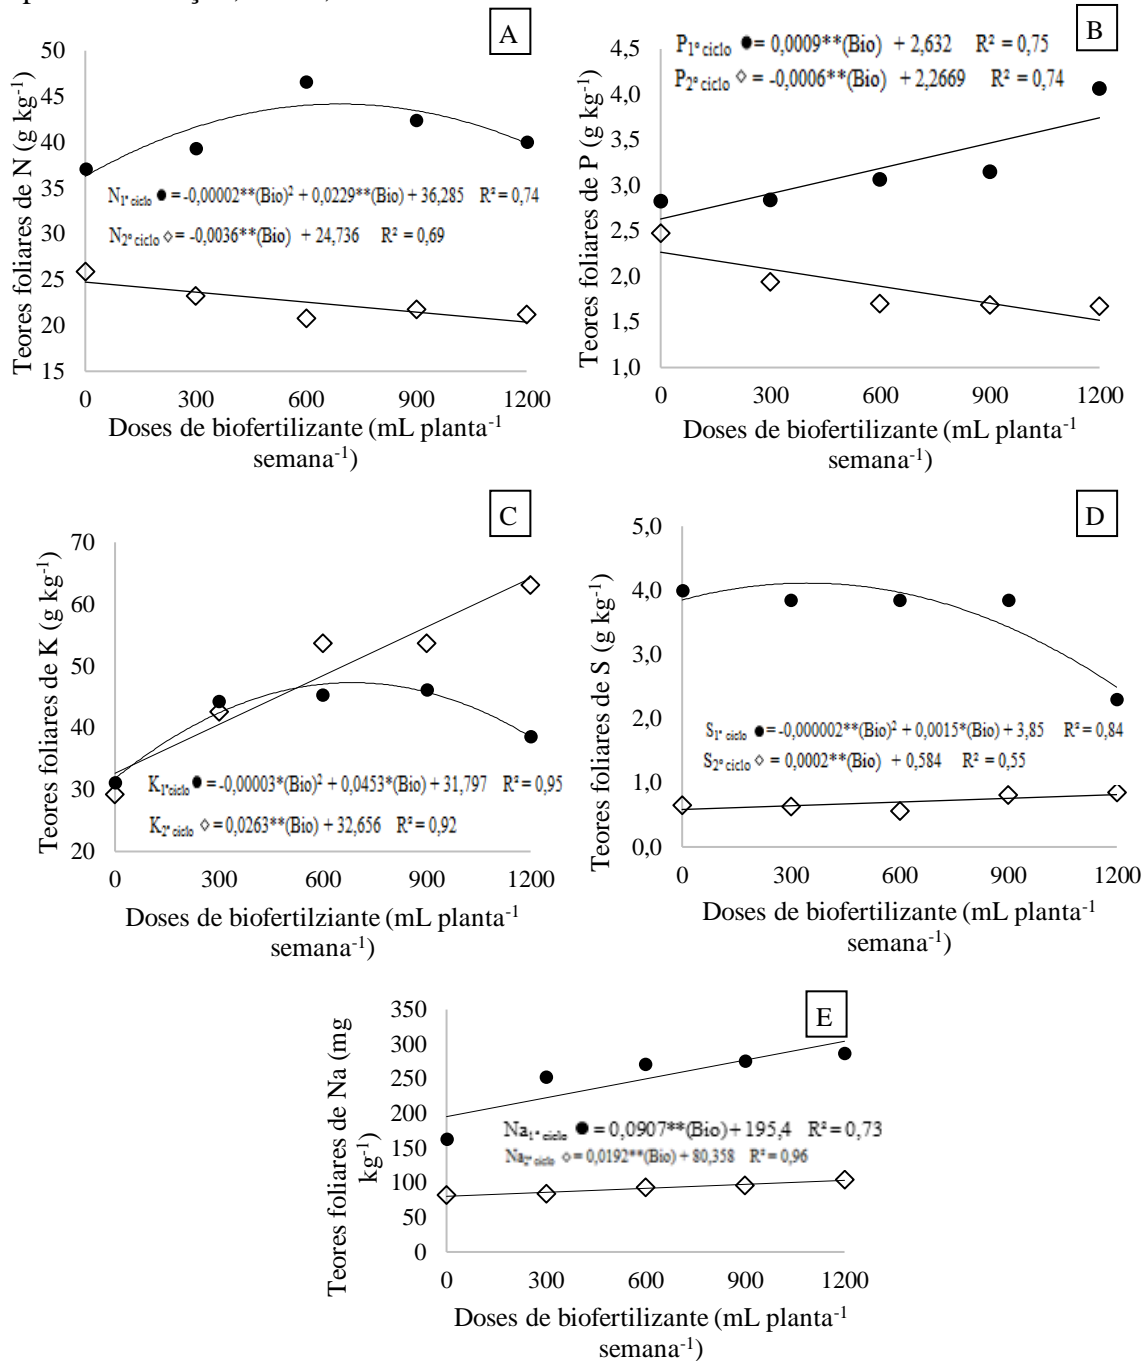 A
50
45
40
35
30
25
20
15
Teores foliares de N (g kg-1)
N1º ciclo ● = -0,00002**(Bio)² + 0,0229**(Bio) + 36,285 R² = 0,74
N2º ciclo ◇ = -0,0036**(Bio) + 24,736 R² = 0,69
0 300 600 900 1200
Doses de biofertilizante (mL planta-1
semana-1)
B
P1º ciclo ● = 0,0009**(Bio) + 2,632 R² = 0,75
P2º ciclo ◇ = -0,0006**(Bio) + 2,2669 R² = 0,74
4,5
4,0
3,5
3,0
2,5
2,0
1,5
1,0
Teores foliares de P (g kg-1)
0 300 600 900 1200
Doses de biofertilizante (mL planta-1
semana-1)
C
70
60
50
40
30
20
Teores foliares de K (g kg-1)
K1º ciclo ● = -0,00003*(Bio)² + 0,0453*(Bio) + 31,797 R² = 0,95
K2º ciclo ◇ = 0,0263**(Bio) + 32,656 R² = 0,92
0 300 600 900 1200
Doses de biofertilziante (mL planta-1
semana-1)
D
5,0
4,0
3,0
2,0
1,0
0,0
Teores foliares de S (g kg-1)
S1º ciclo ● = -0,000002**(Bio)² + 0,0015*(Bio) + 3,85 R² = 0,84
S2º ciclo ◇ = 0,0002**(Bio) + 0,584 R² = 0,55
0 300 600 900 1200
Doses de biofertilizante (mL planta-1
semana-1)
E
350
300
250
200
150
100
50
0
Teores foliares de Na (mg
kg-1)
Na1º ciclo ● = 0,0907**(Bio) + 195,4 R² = 0,73
Na2º ciclo ◇ = 0,0192**(Bio) + 80,358 R² = 0,96
0 300 600 900 1200
Doses de biofertilizante (mL planta-1
semana-1)